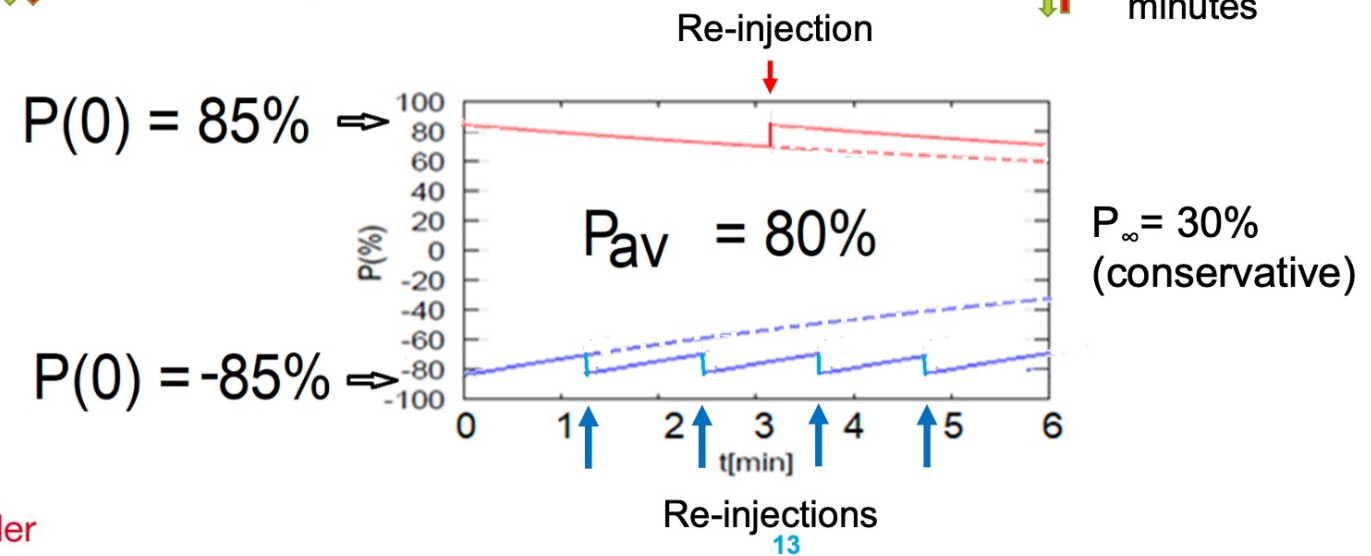 minutes
Re-injection
P(0) = 85%
100
80
60
40
20
0
-20
-40
-60
-80
-100
P(%)
Pav = 80%
P∞= 30%
(conservative)
P(0) = -85%
0 1 2 3 4 5 6
t[min]
Re-injections
13